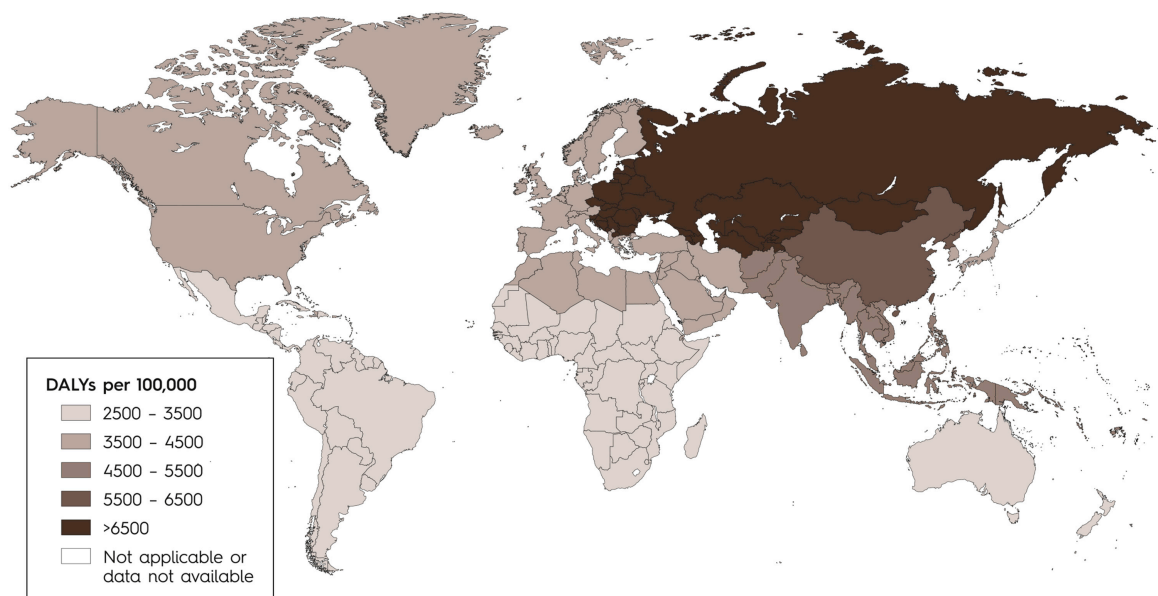 DALYs per 100,000
2500 – 3500
3500 – 4500
4500 – 5500
5500 – 6500
>6500
Not applicable or
data not available